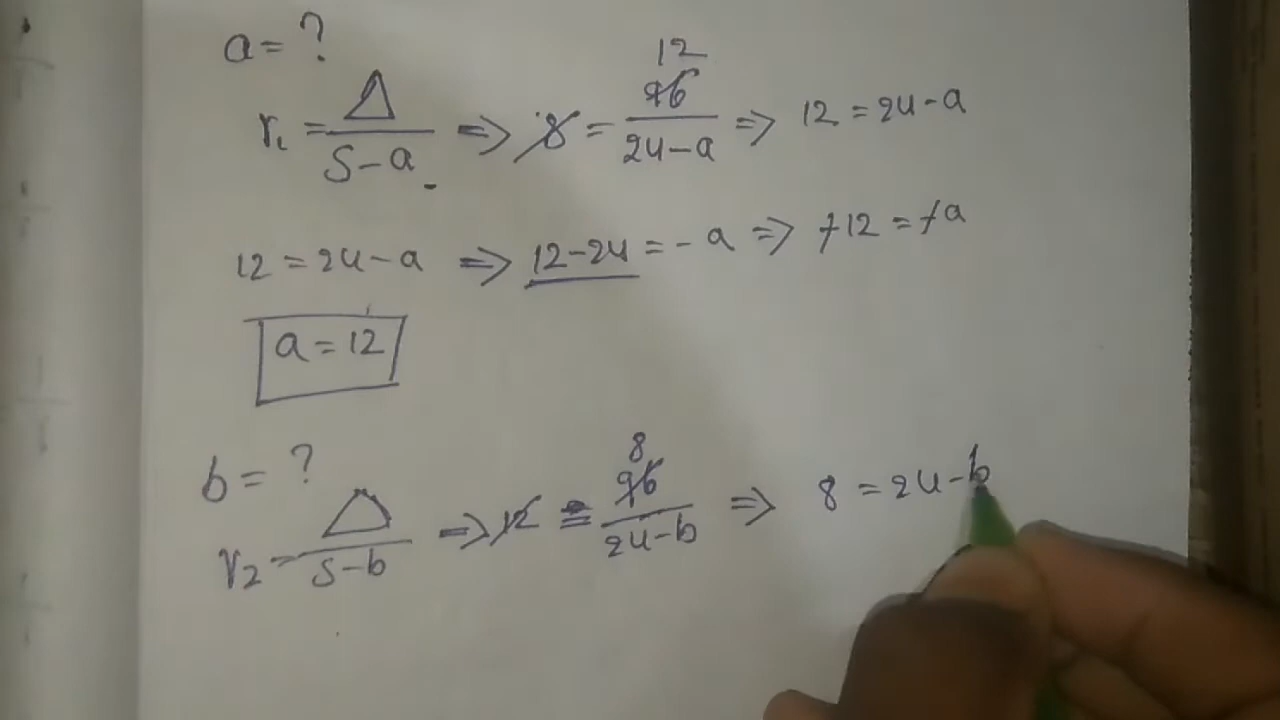 a = ?
r₁ = Δ / S-a => 8 = 96 12 / 24-a => 12 = 24-a
12 = 24-a => 12-24 = -a => -12 = -a
a = 12
b = ?
r2 = Δ / S-b => 12 = 96 8 / 24-b => 8 = 24-b